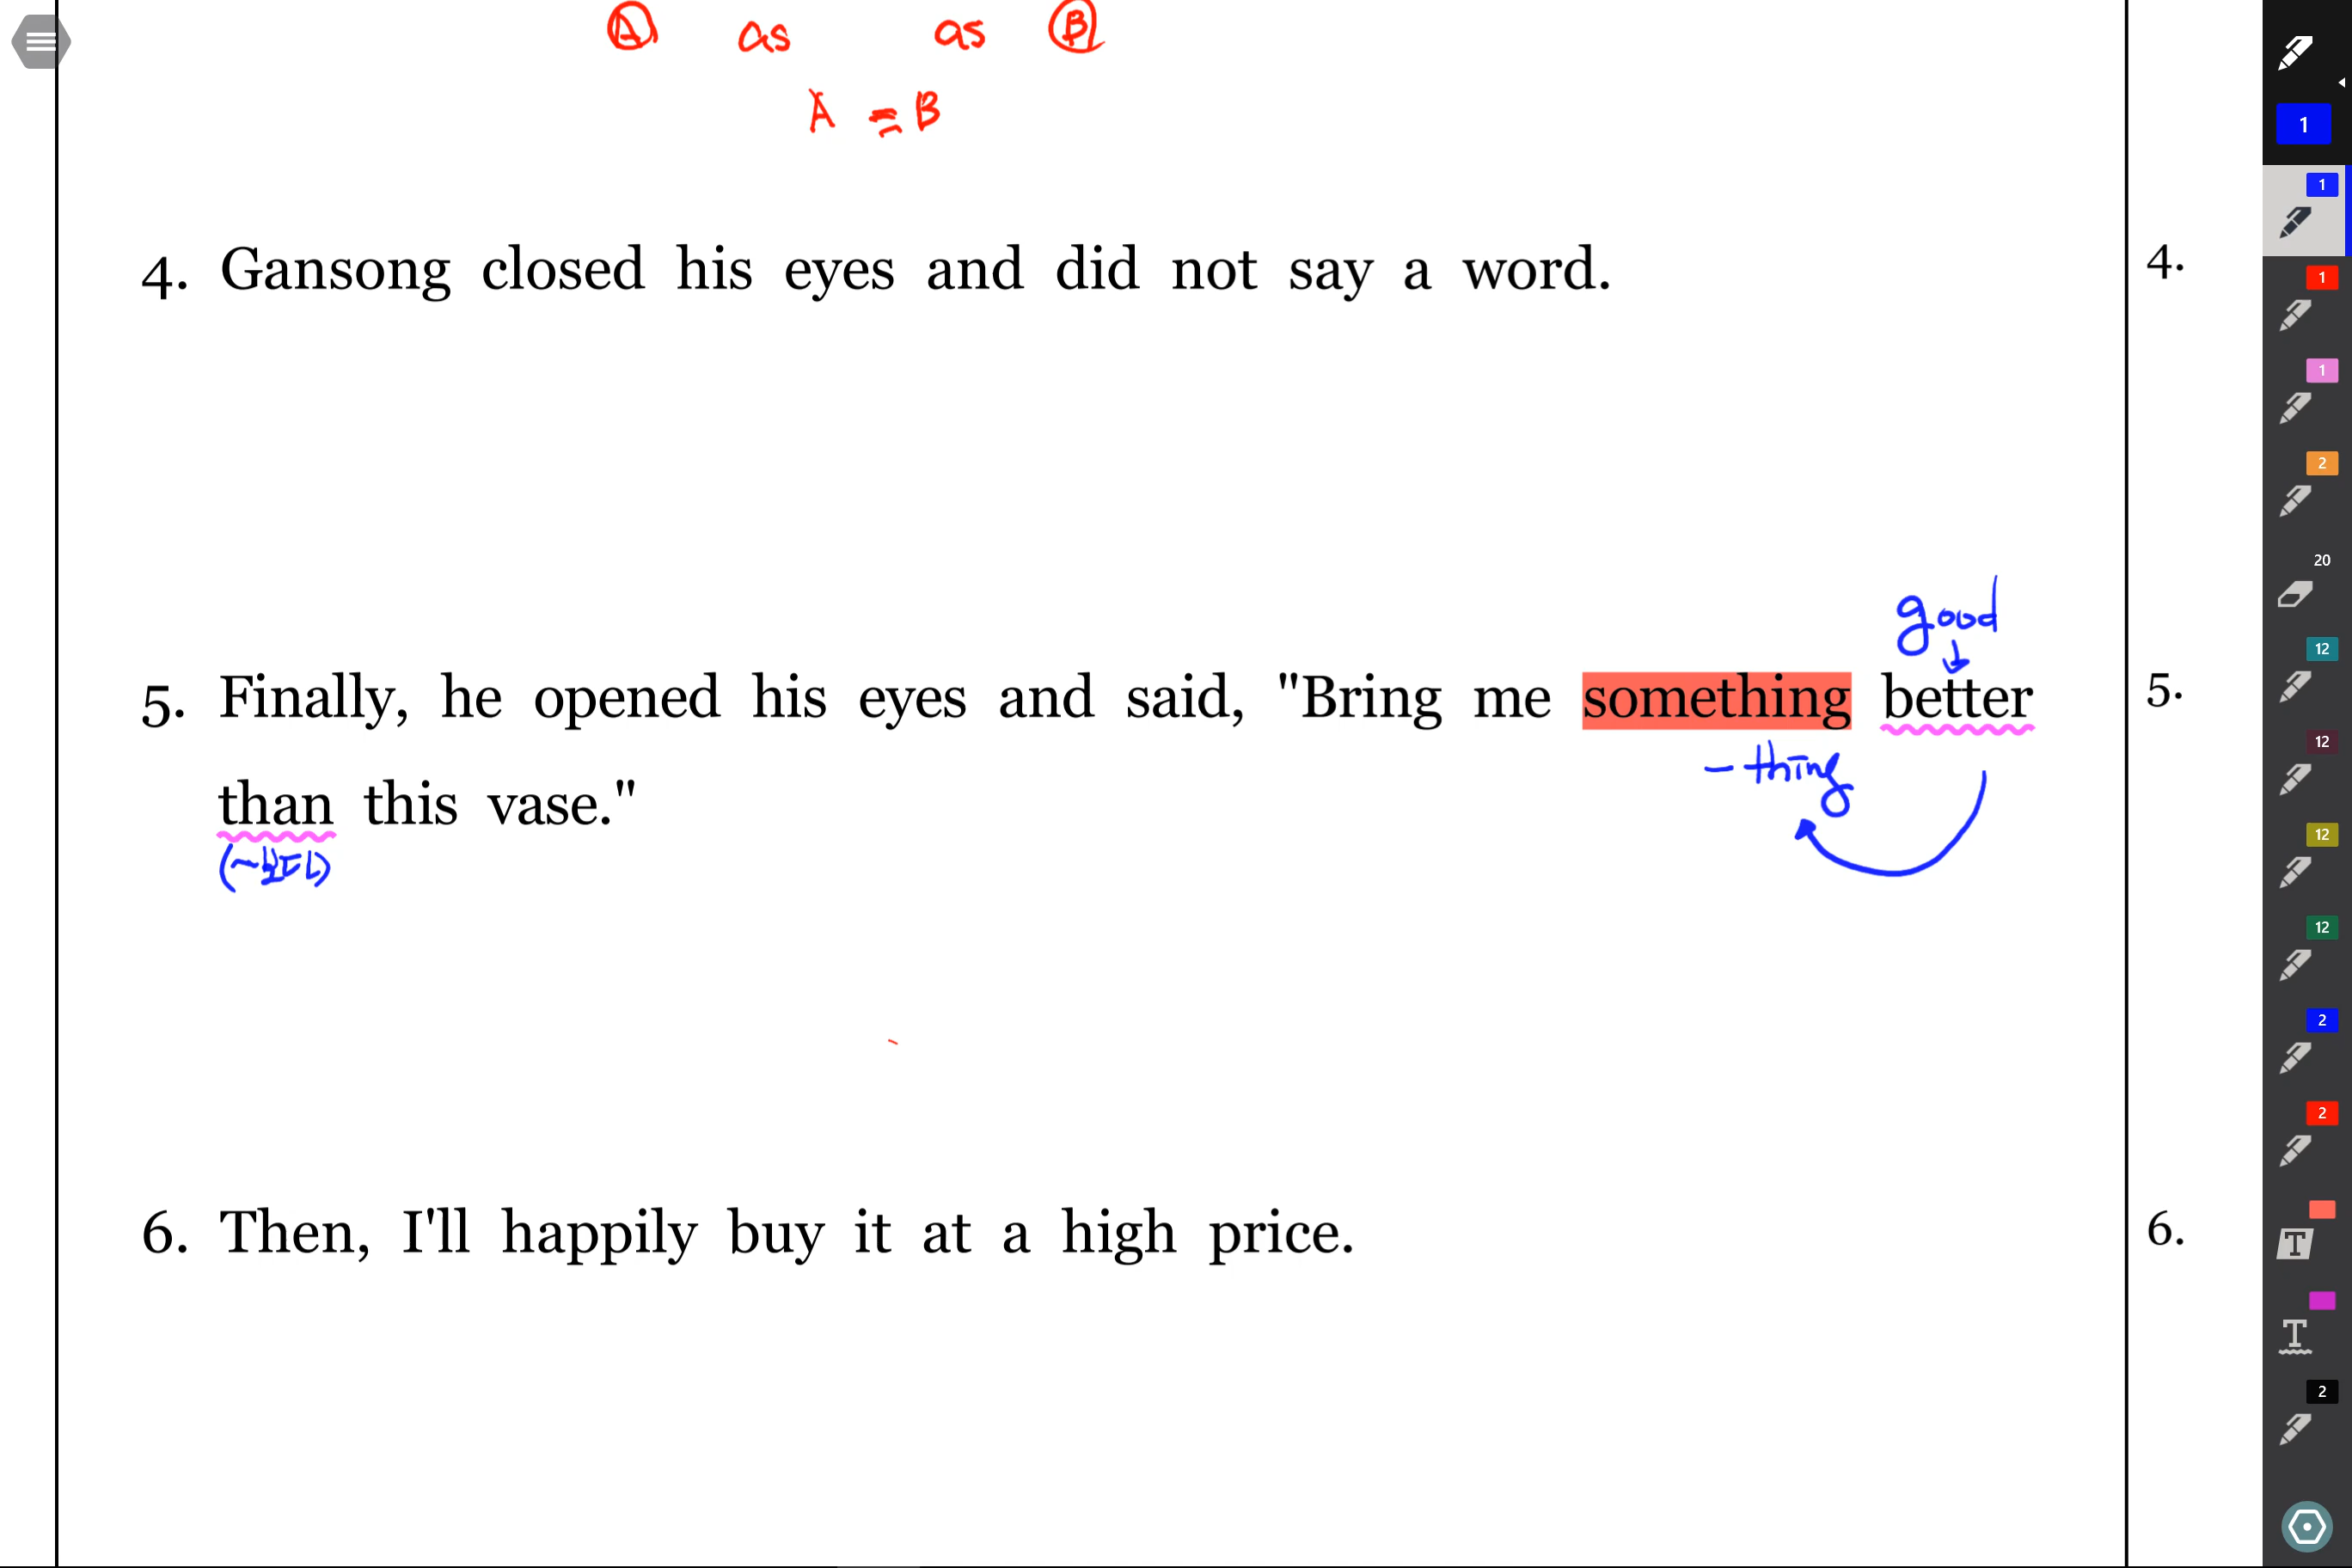 Ⓐ as as Ⓑ
A = B
4. Gansong closed his eyes and did not say a word.
4.
good
↓
5. Finally, he opened his eyes and said, "Bring me something better
5.
-thing
than this vase."
(~보다)
6. Then, I'll happily buy it at a high price.
6.
1
1
1
1
2
20
12
12
12
12
2
2
T
T
2